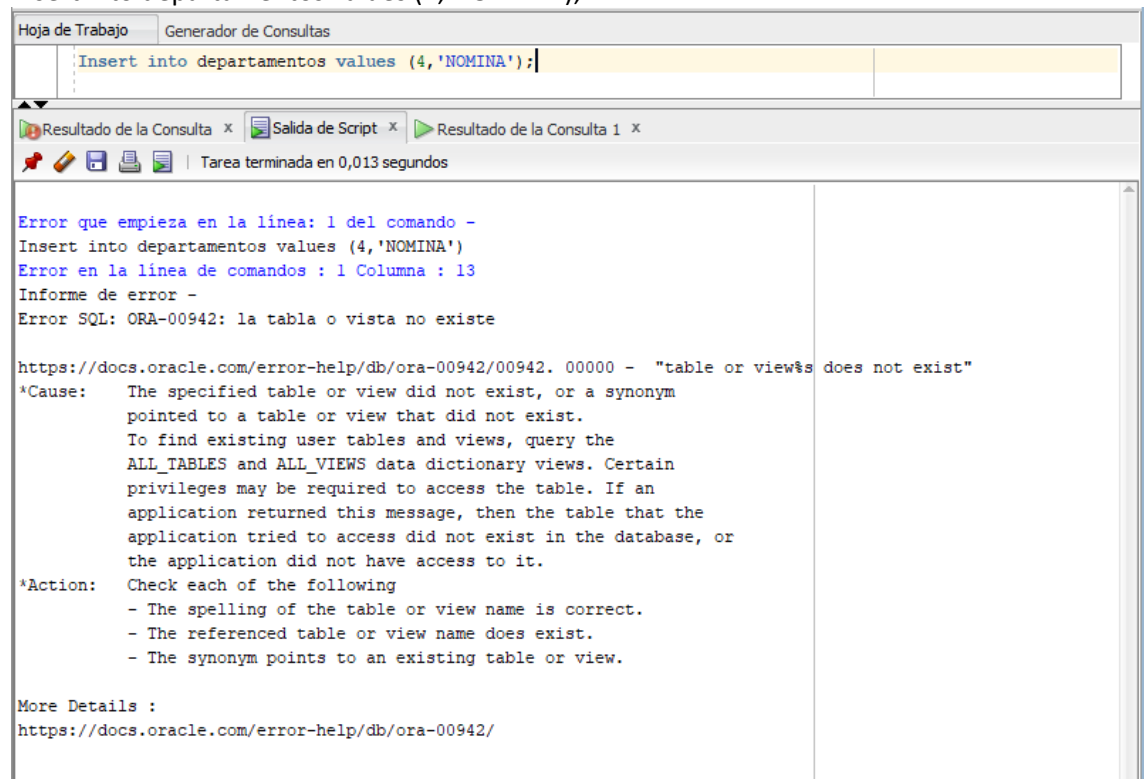 Hoja de Trabajo Generador de Consultas
Insert into departamentos values (4,'NOMINA');
Resultado de la Consulta x Salida de Script x Resultado de la Consulta 1 x
Tarea terminada en 0,013 segundos
Error que empieza en la línea: 1 del comando -
Insert into departamentos values (4,'NOMINA')
Error en la línea de comandos : 1 Columna : 13
Informe de error -
Error SQL: ORA-00942: la tabla o vista no existe
https://docs.oracle.com/error-help/db/ora-00942/00942. 00000 - "table or view%s does not exist"
*Cause: The specified table or view did not exist, or a synonym
pointed to a table or view that did not exist.
To find existing user tables and views, query the
ALL_TABLES and ALL_VIEWS data dictionary views. Certain
privileges may be required to access the table. If an
application returned this message, then the table that the
application tried to access did not exist in the database, or
the application did not have access to it.
*Action: Check each of the following
- The spelling of the table or view name is correct.
- The referenced table or view name does exist.
- The synonym points to an existing table or view.
More Details :
https://docs.oracle.com/error-help/db/ora-00942/